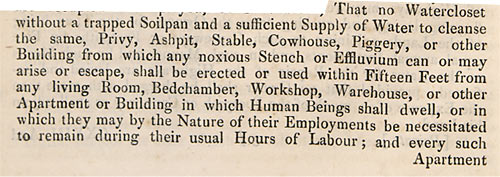 That no Watercloset
without a trapped Soilpan and a sufficient Supply of Water to cleanse
the same, Privy, Ashpit, Stable, Cowhouse, Piggery, or other
Building from which any noxious Stench or Effluvium can or may
arise or escape, shall be erected or used within Fifteen Feet from
any living Room, Bedchamber, Workshop, Warehouse, or other
Apartment or Building in which Human Beings shall dwell, or in
which they may by the Nature of their Employments be necessitated
to remain during their usual Hours of Labour; and every such
Apartment